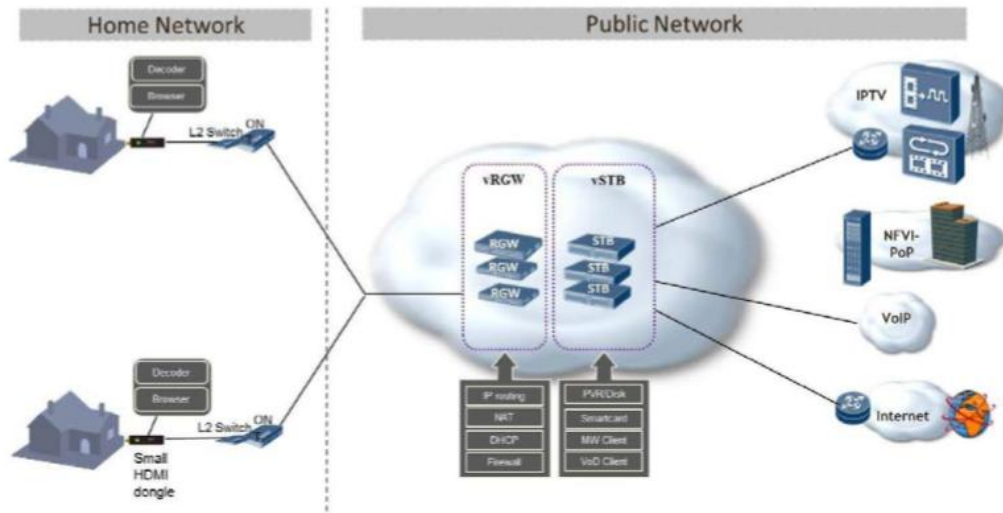 Home Network
Public Network
Decoder
Browser
L2 Switch
ON
vRGW
vSTB
RGW
RGW
RGW
STB
STB
STB
IPTV
NFVI-
PoP
VoIP
Internet
Decoder
Browser
L2 Switch
ON
Small
HDMI
dongle
IP routing
NAT
DHCP
Firewall
PVR/Disk
Smartcard
MW Client
VoD Client